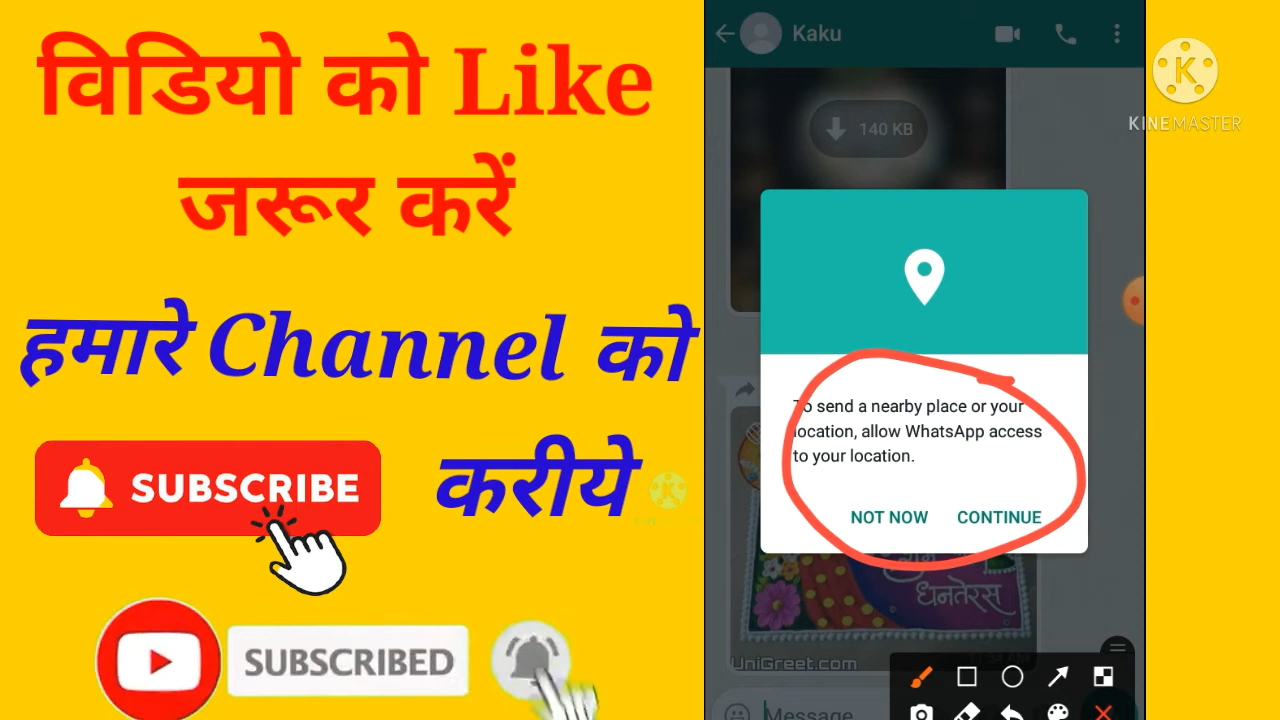 विडियो को Like
जरूर करें
हमारे Channel को
SUBSCRIBE
करीये
SUBSCRIBED
Kaku
140 KB
To send a nearby place or your
location, allow WhatsApp access
to your location.
NOT NOW CONTINUE
धनतेरस
UniGreet.com
Message
KINEMASTER